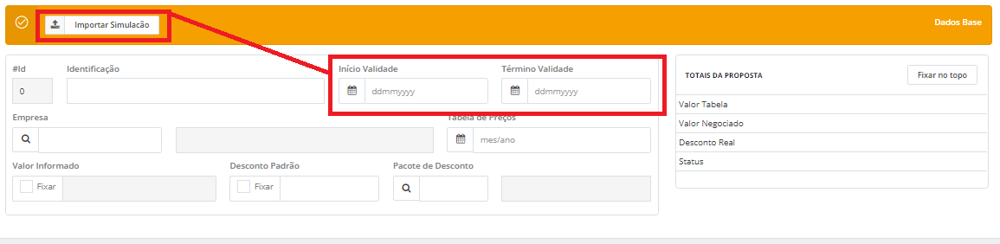 Importar Simulacão
Dados Base
#Id
Identificação
Início Validade
Término Validade
0
ddmmyyyy
ddmmyyyy
Empresa
Tabela de Preços
mes/ano
Valor Informado
Desconto Padrão
Pacote de Desconto
Fixar
Fixar
TOTAIS DA PROPOSTA
Fixar no topo
Valor Tabela
Valor Negociado
Desconto Real
Status